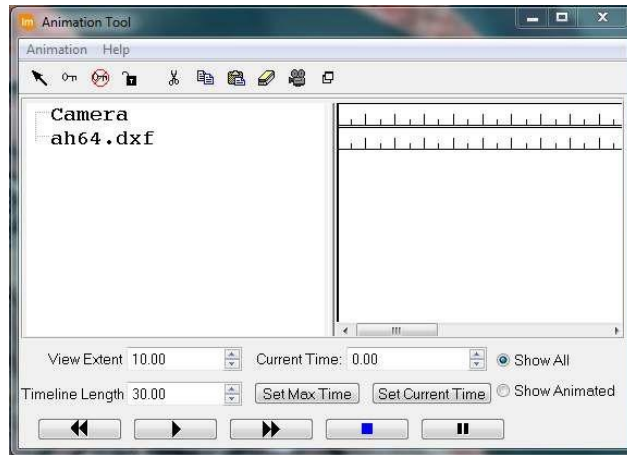 Im Animation Tool
Animation Help
Camera
ah64.dxf
View Extent 10.00 Current Time: 0.00 Show All
Timeline Length 30.00 Set Max Time Set Current Time Show Animated